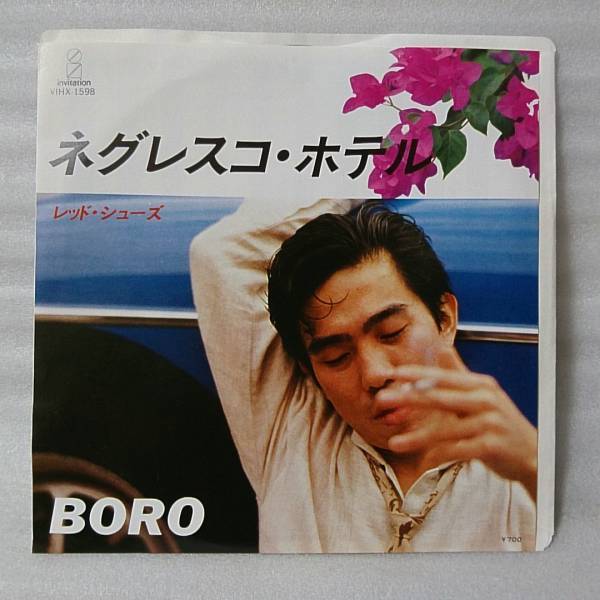 invitation
VIHX-1598
ネグレスコ・ホテル
レッド・シューズ
BORO
¥700